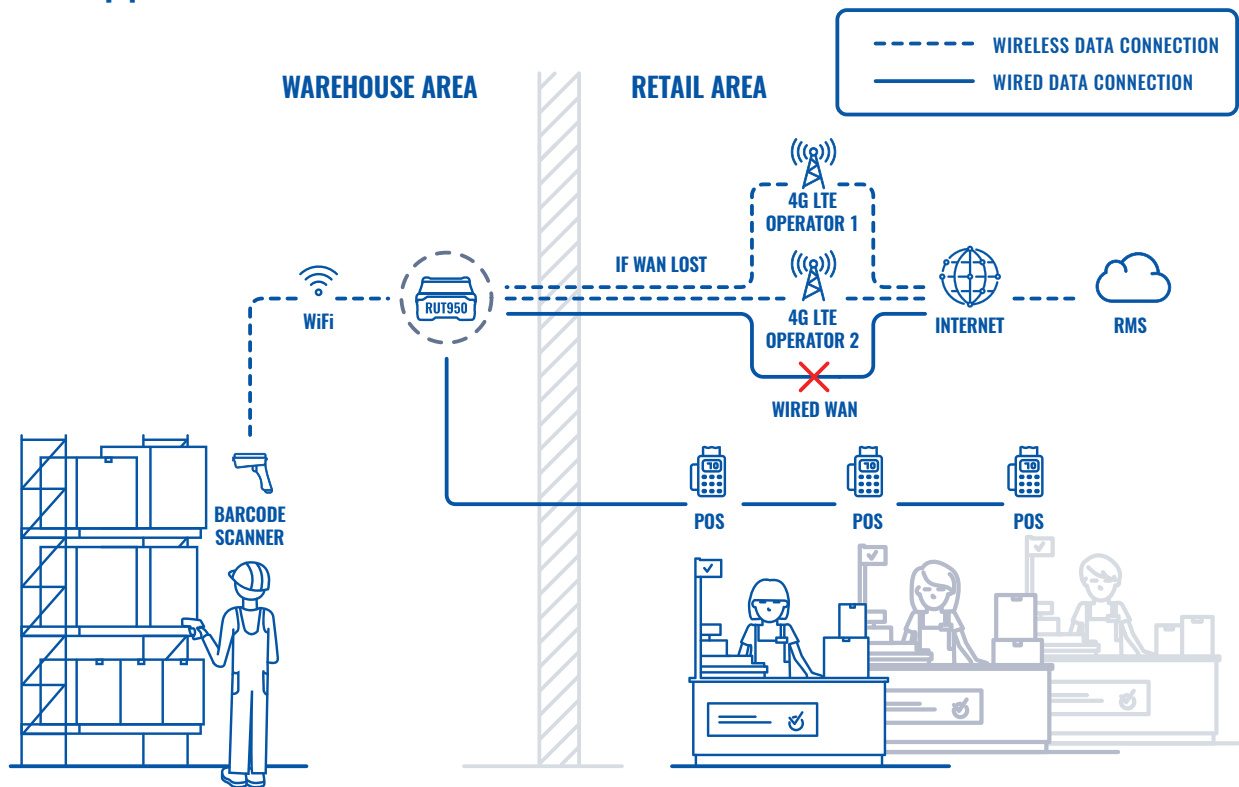 WIRELESS DATA CONNECTION
WIRED DATA CONNECTION
WAREHOUSE AREA
RETAIL AREA
4G LTE
OPERATOR 1
IF WAN LOST
WiFi
RUT950
4G LTE
OPERATOR 2
INTERNET
RMS
WIRED WAN
BARCODE
SCANNER
POS
POS
POS